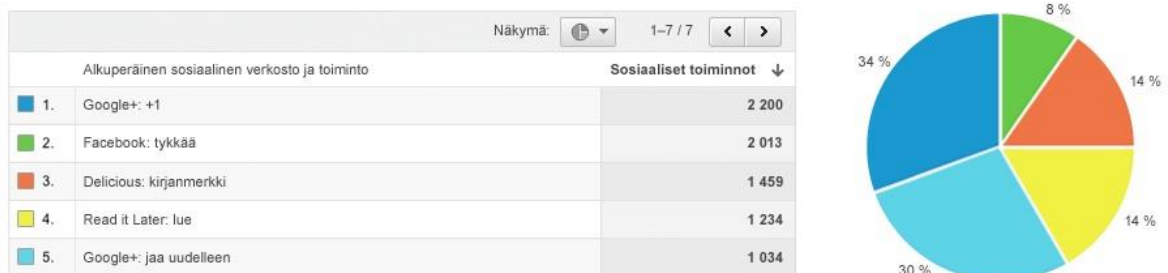 Näkymä: 1–7 / 7
Alkuperäinen sosiaalinen verkosto ja toiminto Sosiaaliset toiminnot
1. Google+: +1 2 200
2. Facebook: tykkää 2 013
3. Delicious: kirjanmerkki 1 459
4. Read it Later: lue 1 234
5. Google+: jaa uudelleen 1 034
8 %
34 %
14 %
14 %
30 %